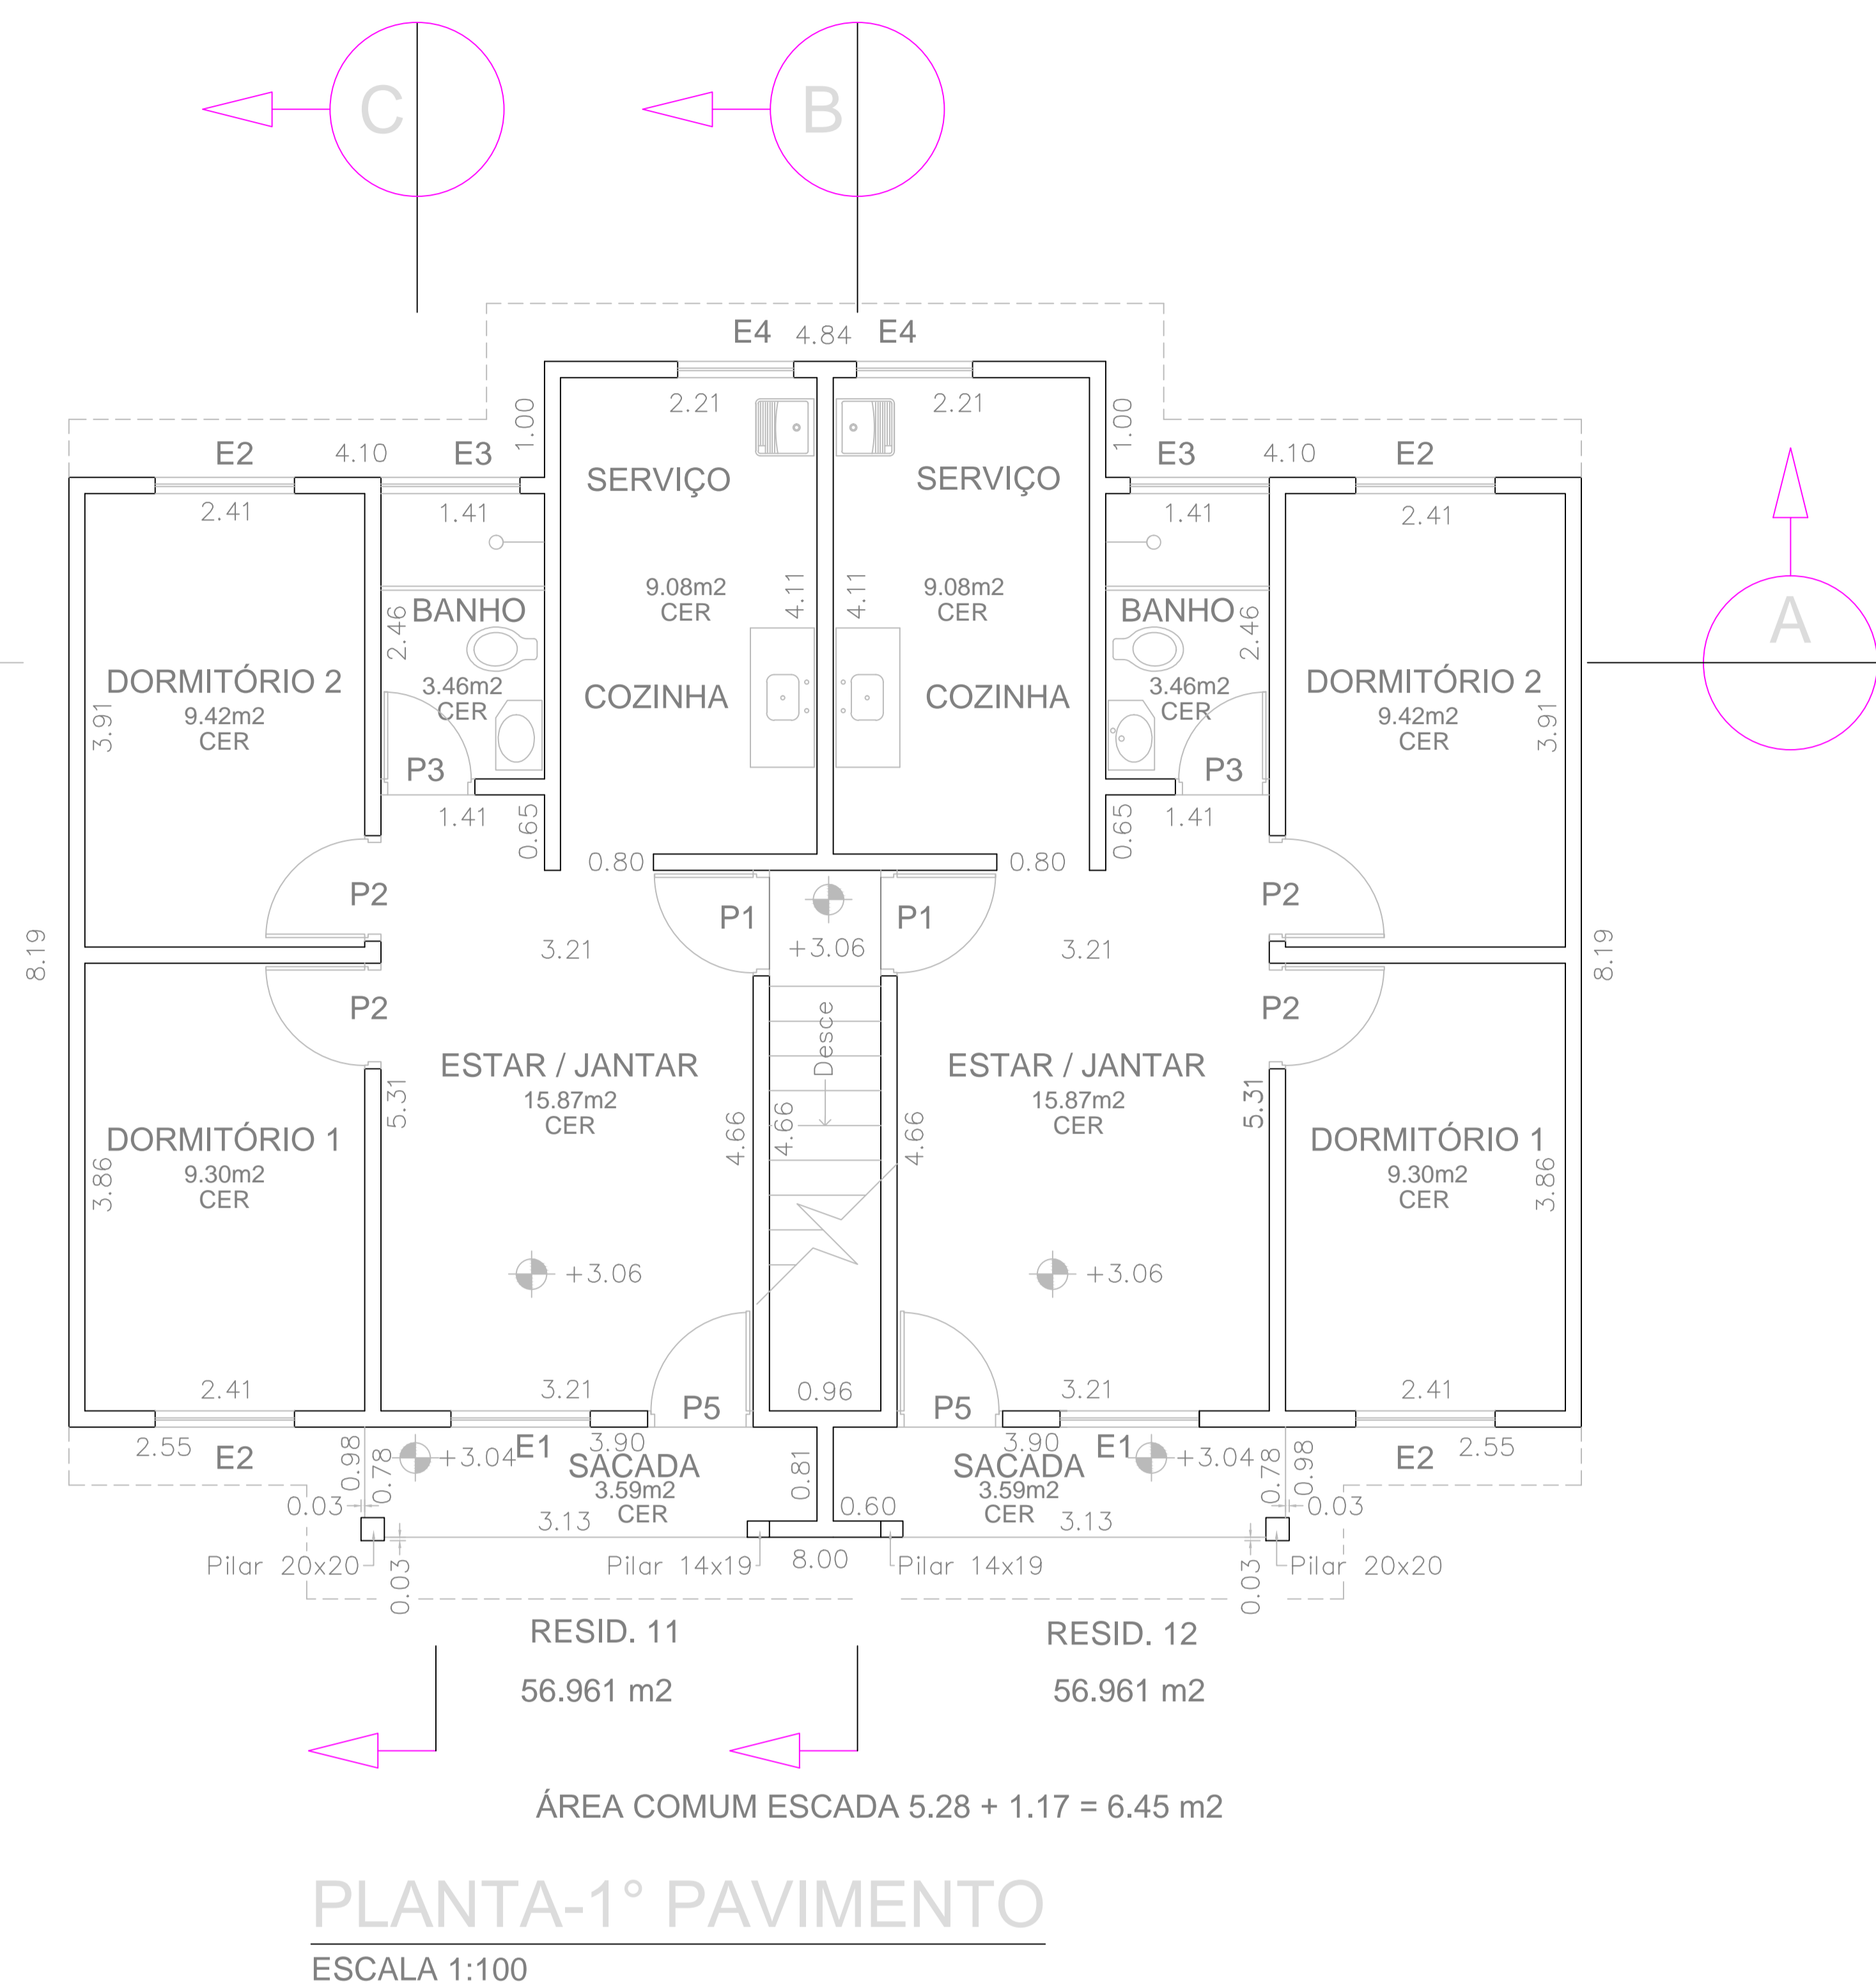 C
B
E4 4.84 E4
2.21
2.21
1.00
1.00
E2 4.10 E3
E3 4.10 E2
A
SERVIÇO
SERVIÇO
2.41
1.41
1.41
2.41
9.08m2
CER
4.11
4.11
9.08m2
CER
BANHO
2.46
BANHO
2.46
DORMITÓRIO 2
9.42m2
CER
3.91
3.46m2
CER
COZINHA
COZINHA
3.46m2
CER
DORMITÓRIO 2
9.42m2
CER
3.91
P3
P3
1.41
0.65
0.65
1.41
0.80
0.80
P2
P1
P1
P2
8.19
3.21
+3.06
3.21
8.19
P2
P2
Desce
ESTAR / JANTAR
15.87m2
CER
ESTAR / JANTAR
15.87m2
CER
5.31
4.66
4.66
4.66
5.31
DORMITÓRIO 1
9.30m2
CER
3.86
DORMITÓRIO 1
9.30m2
CER
3.86
+3.06
+3.06
2.41
3.21
P5
0.96
P5
3.21
2.41
2.55
E2
0.98
0.78
+3.04
E1
3.90
SACADA
3.59m2
CER
0.81
0.60
3.90
SACADA
3.59m2
CER
E1
+3.04
0.78
0.98
E2
2.55
0.03
3.13
3.13
0.03
Pilar 20x20
0.03
Pilar 14x19
8.00
Pilar 14x19
0.03
Pilar 20x20
RESID. 11
RESID. 12
56.961 m2
56.961 m2
ÁREA COMUM ESCADA 5.28 + 1.17 = 6.45 m2
PLANTA-1° PAVIMENTO
ESCALA 1:100